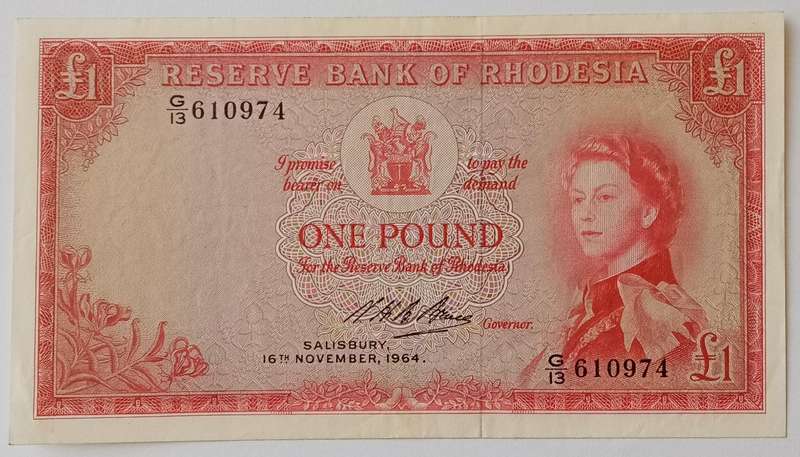 £1 RESERVE BANK OF RHODESIA £1
G/13 610974
I promise to pay the
bearer on demand
ONE POUND
for the Reserve Bank of Rhodesia
Governor.
SALISBURY,
16TH NOVEMBER, 1964.
G/13 610974 £1